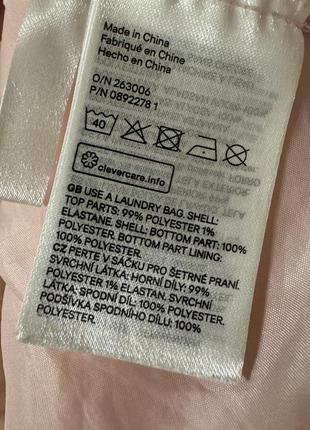 Made in China
Fabriqué en Chine
Hecho en China
O/N 263006
P/N 0892278 1
40
clevercare.info
GB USE A LAUNDRY BAG. SHELL:
TOP PARTS: 99% POLYESTER 1%
ELASTANE. SHELL: BOTTOM PART: 100%
POLYESTER. BOTTOM PART LINING:
100% POLYESTER.
CZ PERTE V SÁČKU PRO ŠETRNÉ PRANÍ.
SVRCHNÍ LÁTKA: HORNÍ DÍLY: 99%
POLYESTER 1% ELASTAN. SVRCHNÍ
LÁTKA: SPODNÍ DÍL: 100% POLYESTER.
PODŠÍVKA SPODNÍHO DÍLU: 100%
POLYESTER.